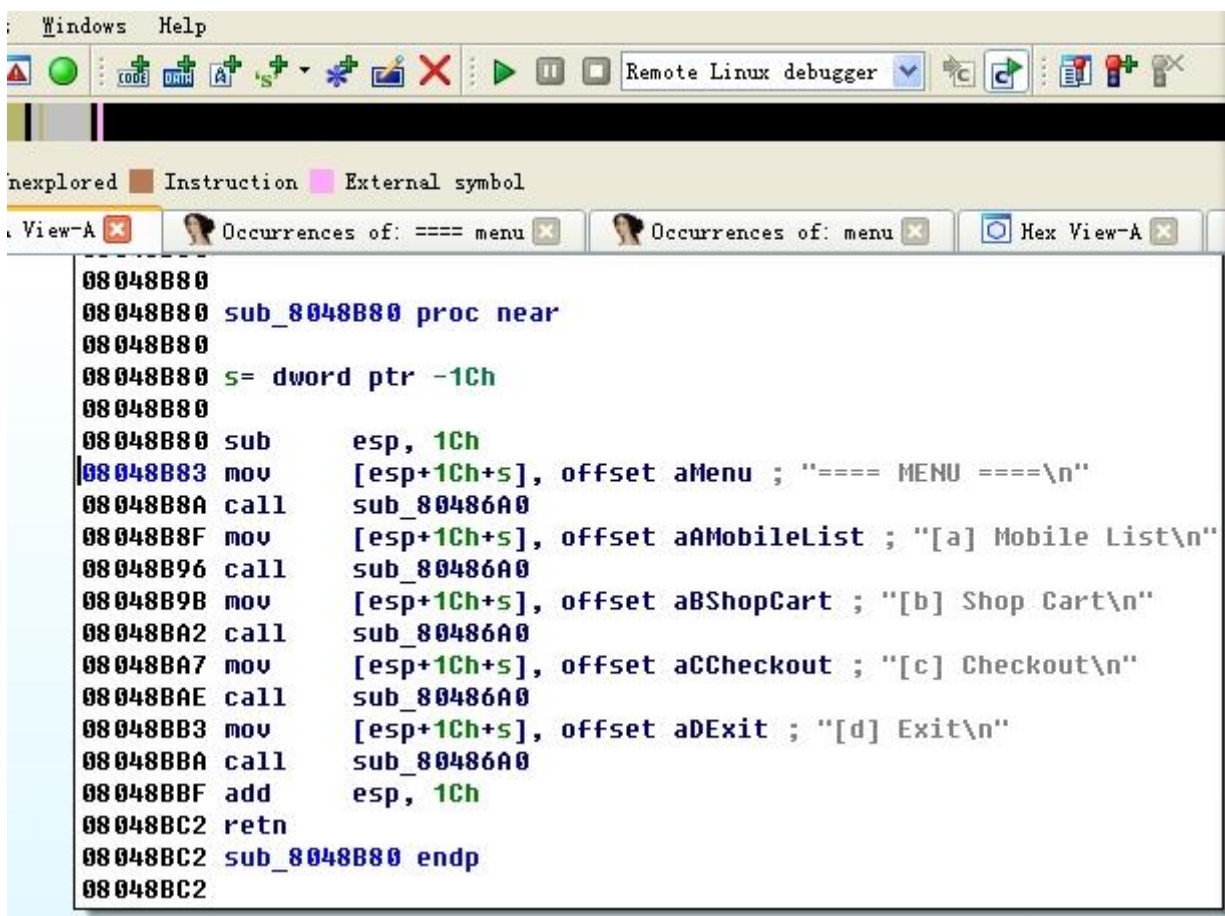 Windows Help
Remote Linux debugger
Instruction External symbol
View-A Occurrences of: ==== menu Occurrences of: menu Hex View-A
08048B80
08048B80 sub_8048B80 proc near
08048B80
08048B80 s= dword ptr -1Ch
08048B80
08048B80 sub esp, 1Ch
08048B83 mov [esp+1Ch+s], offset aMenu ; "==== MENU ====\n"
08048B8A call sub_80486A0
08048B8F mov [esp+1Ch+s], offset aAMobileList ; "[a] Mobile List\n"
08048B96 call sub_80486A0
08048B9B mov [esp+1Ch+s], offset aBShopCart ; "[b] Shop Cart\n"
08048BA2 call sub_80486A0
08048BA7 mov [esp+1Ch+s], offset aCCheckout ; "[c] Checkout\n"
08048BAE call sub_80486A0
08048BB3 mov [esp+1Ch+s], offset aDExit ; "[d] Exit\n"
08048BBA call sub_80486A0
08048BBF add esp, 1Ch
08048BC2 retn
08048BC2 sub_8048B80 endp
08048BC2